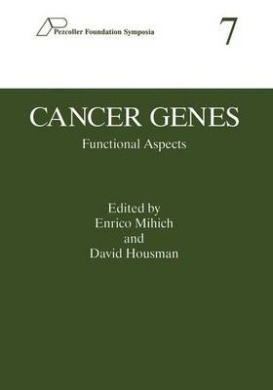 Pezcoller Foundation Symposia
7
CANCER GENES
Functional Aspects
Edited by
Enrico Mihich
and
David Housman